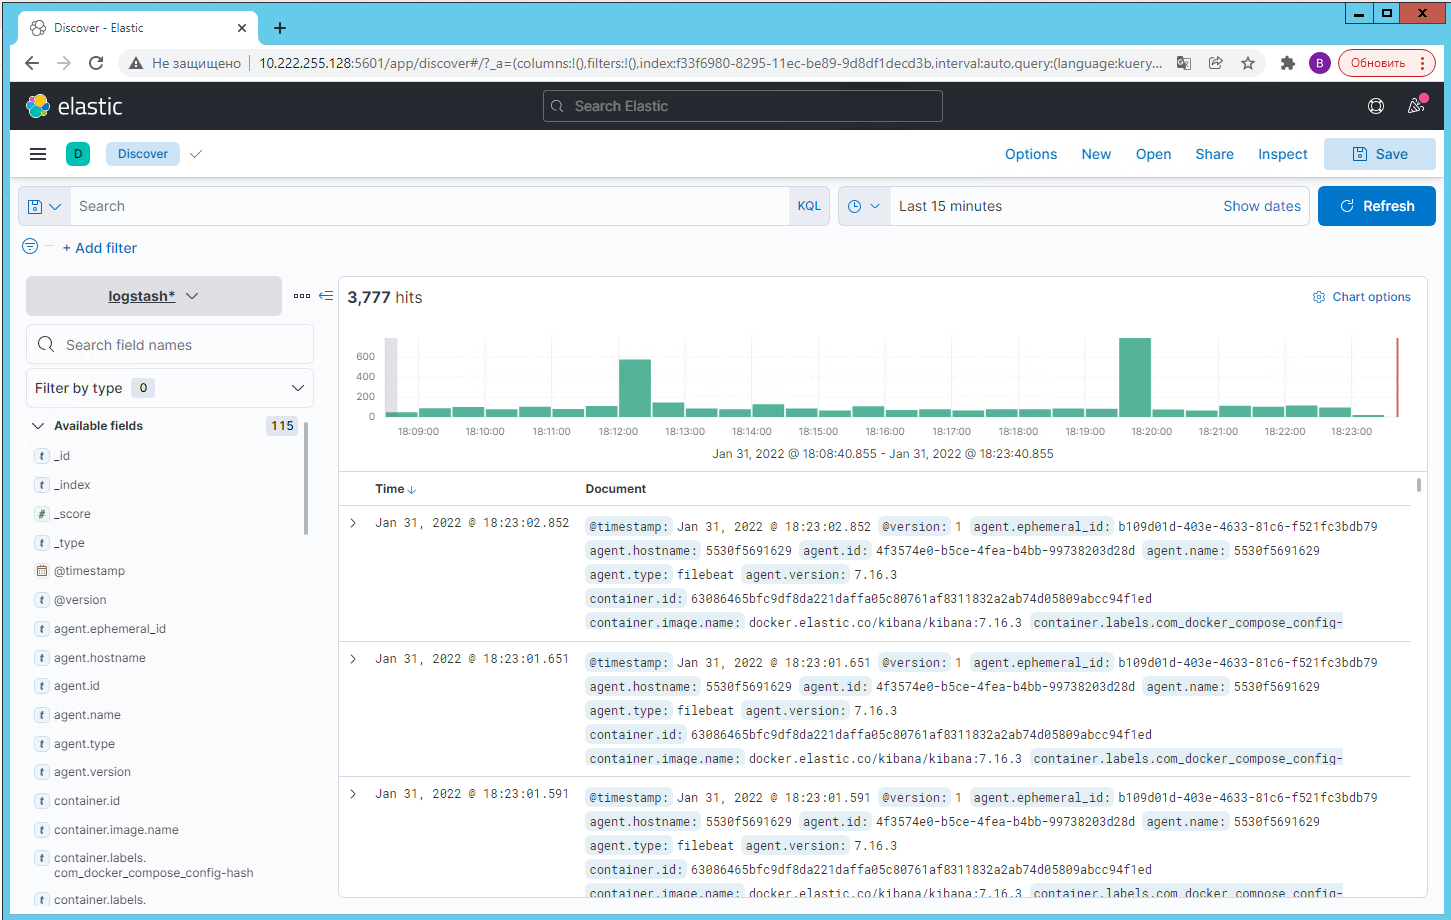 Discover - Elastic
Не защищено 10.222.255.128:5601/app/discover#/?_a=(columns:!(),filters:!(),index:f33f6980-8295-11ec-be89-9d8df1decd3b,interval:auto,query:(language:kuery... B Обновить
elastic Search Elastic
D Discover Options New Open Share Inspect Save
Search KQL Last 15 minutes Show dates Refresh
+ Add filter
logstash*
Search field names
Filter by type 0
Available fields 115
_id
_index
_score
_type
@timestamp
@version
agent.ephemeral_id
agent.hostname
agent.id
agent.name
agent.type
agent.version
container.id
container.image.name
container.labels.
com_docker_compose_config-hash
container.labels.
3,777 hits Chart options
600
400
200
0
18:09:00 18:10:00 18:11:00 18:12:00 18:13:00 18:14:00 18:15:00 18:16:00 18:17:00 18:18:00 18:19:00 18:20:00 18:21:00 18:22:00 18:23:00
Jan 31, 2022 @ 18:08:40.855 - Jan 31, 2022 @ 18:23:40.855
Time Document
Jan 31, 2022 @ 18:23:02.852 @timestamp: Jan 31, 2022 @ 18:23:02.852 @version: 1 agent.ephemeral_id: b109d01d-403e-4633-81c6-f521fc3bdb79
agent.hostname: 5530f5691629 agent.id: 4f3574e0-b5ce-4fea-b4bb-99738203d28d agent.name: 5530f5691629
agent.type: filebeat agent.version: 7.16.3
container.id: 63086465bfc9df8da221daffa05c80761af8311832a2ab74d05809abcc94f1ed
container.image.name: docker.elastic.co/kibana/kibana:7.16.3 container.labels.com_docker_compose_config-
Jan 31, 2022 @ 18:23:01.651 @timestamp: Jan 31, 2022 @ 18:23:01.651 @version: 1 agent.ephemeral_id: b109d01d-403e-4633-81c6-f521fc3bdb79
agent.hostname: 5530f5691629 agent.id: 4f3574e0-b5ce-4fea-b4bb-99738203d28d agent.name: 5530f5691629
agent.type: filebeat agent.version: 7.16.3
container.id: 63086465bfc9df8da221daffa05c80761af8311832a2ab74d05809abcc94f1ed
container.image.name: docker.elastic.co/kibana/kibana:7.16.3 container.labels.com_docker_compose_config-
Jan 31, 2022 @ 18:23:01.591 @timestamp: Jan 31, 2022 @ 18:23:01.591 @version: 1 agent.ephemeral_id: b109d01d-403e-4633-81c6-f521fc3bdb79
agent.hostname: 5530f5691629 agent.id: 4f3574e0-b5ce-4fea-b4bb-99738203d28d agent.name: 5530f5691629
agent.type: filebeat agent.version: 7.16.3
container.id: 63086465bfc9df8da221daffa05c80761af8311832a2ab74d05809abcc94f1ed
container.image.name: docker.elastic.co/kibana/kibana:7.16.3 container.labels.com_docker_compose_config-